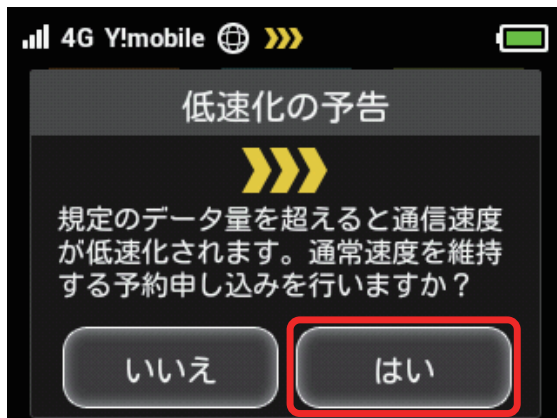 4G Y!mobile
低速化の予告
規定のデータ量を超えると通信速度
が低速化されます。通常速度を維持
する予約申し込みを行いますか？
いいえ
はい